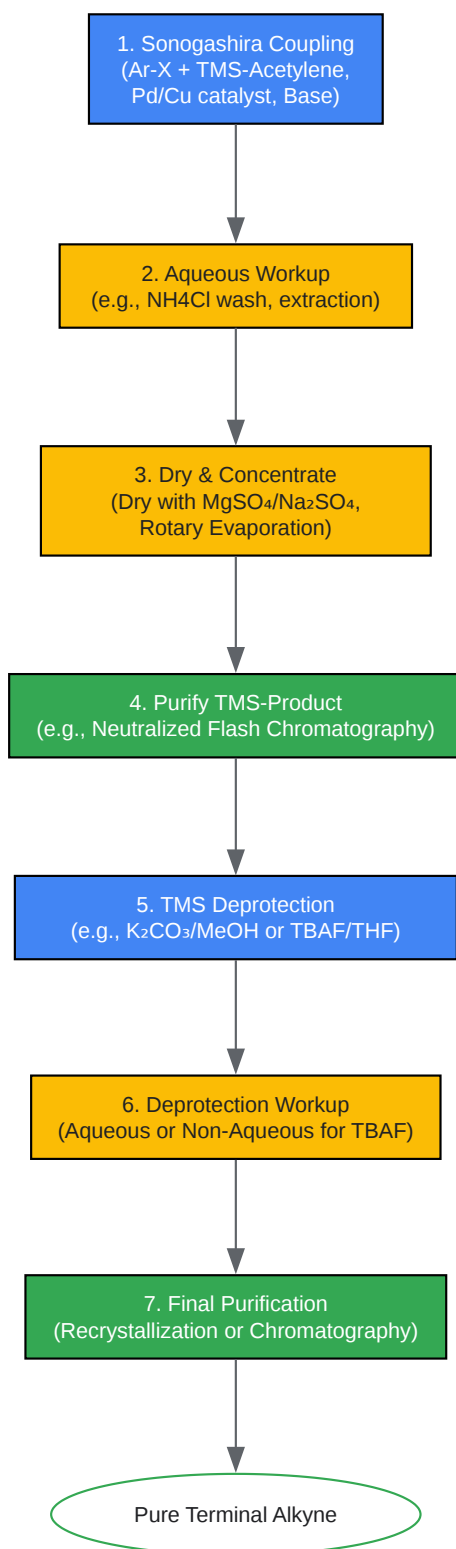 1. Sonogashira Coupling
(Ar-X + TMS-Acetylene,
Pd/Cu catalyst, Base)
2. Aqueous Workup
(e.g., NH4Cl wash, extraction)
3. Dry & Concentrate
(Dry with MgSO₄/Na₂SO₄,
Rotary Evaporation)
4. Purify TMS-Product
(e.g., Neutralized Flash Chromatography)
5. TMS Deprotection
(e.g., K₂CO₃/MeOH or TBAF/THF)
6. Deprotection Workup
(Aqueous or Non-Aqueous for TBAF)
7. Final Purification
(Recrystallization or Chromatography)
Pure Terminal Alkyne